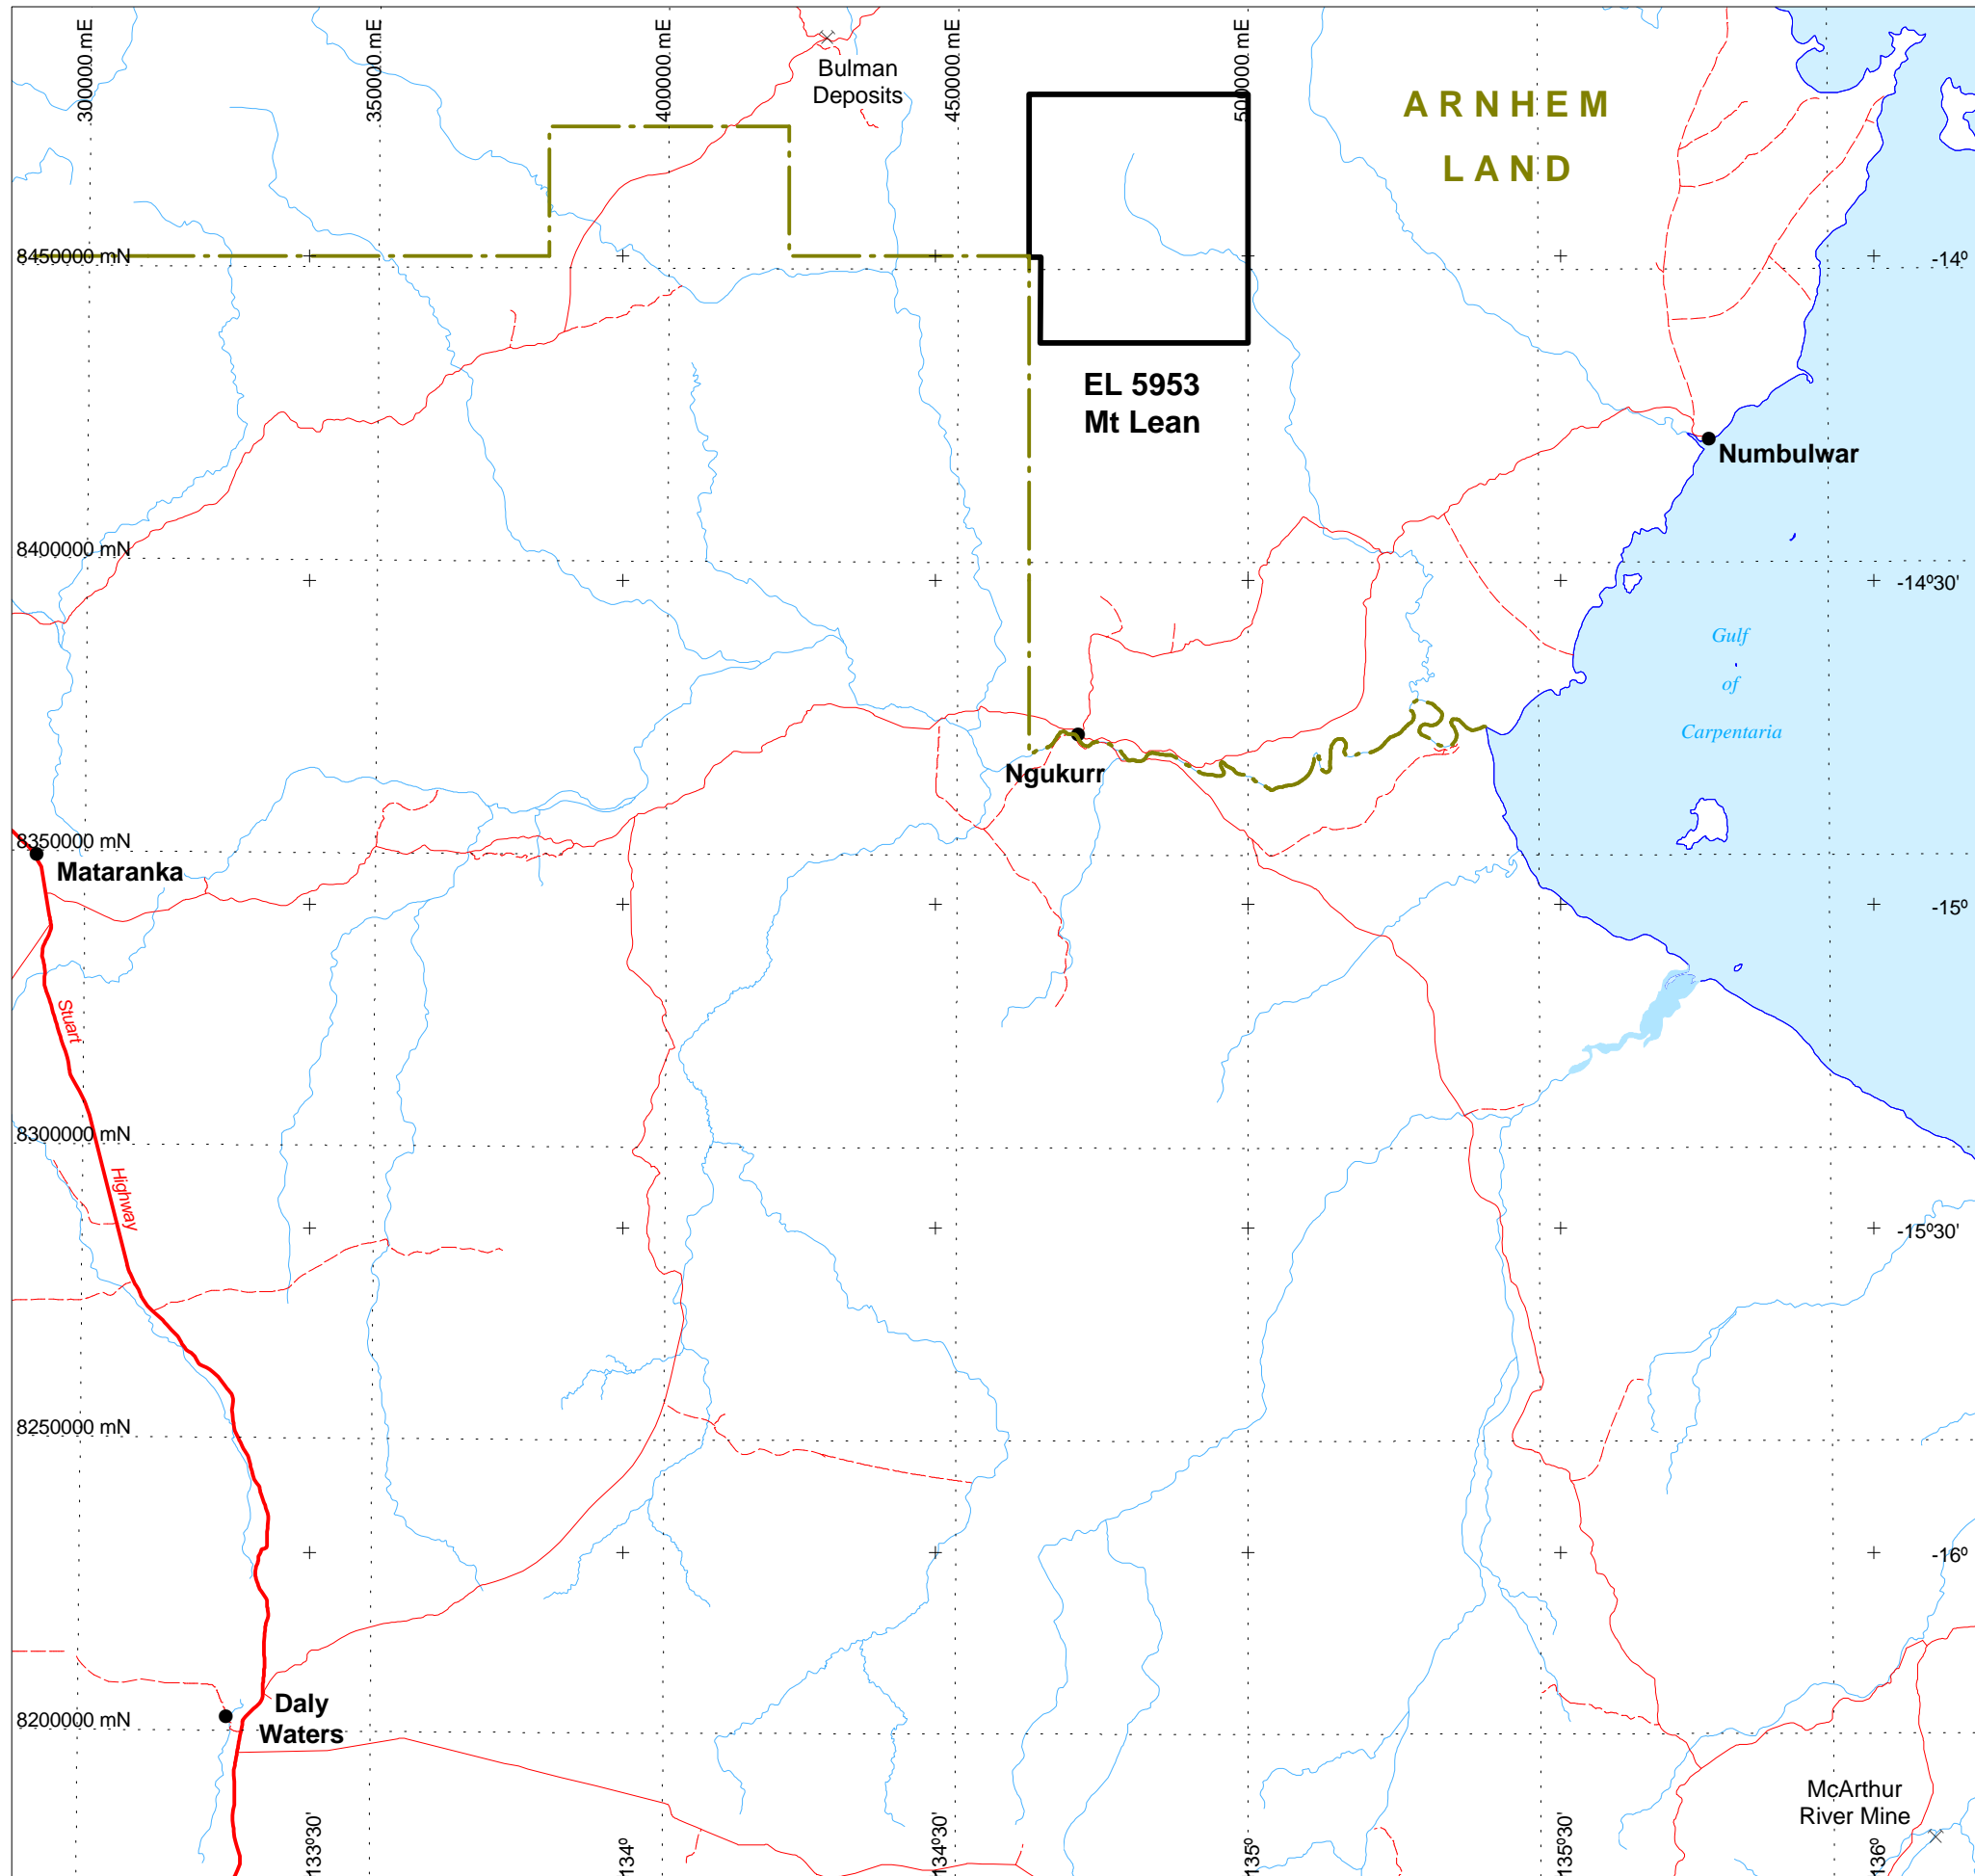 300000 mE
350000 mE
400000 mE
450000 mE
500000 mE
Bulman
Deposits
ARNHEM
LAND
8450000 mN
-14º
EL 5953
Mt Lean
Numbulwar
8400000 mN
-14º30'
Gulf
of
Carpentaria
Ngukurr
8350000 mN
Mataranka
-15º
Stuart
Highway
8300000 mN
-15º30'
8250000 mN
-16º
Daly
Waters
8200000 mN
McArthur
River Mine
133º30'
134º
134º30'
135º
135º30'
136º